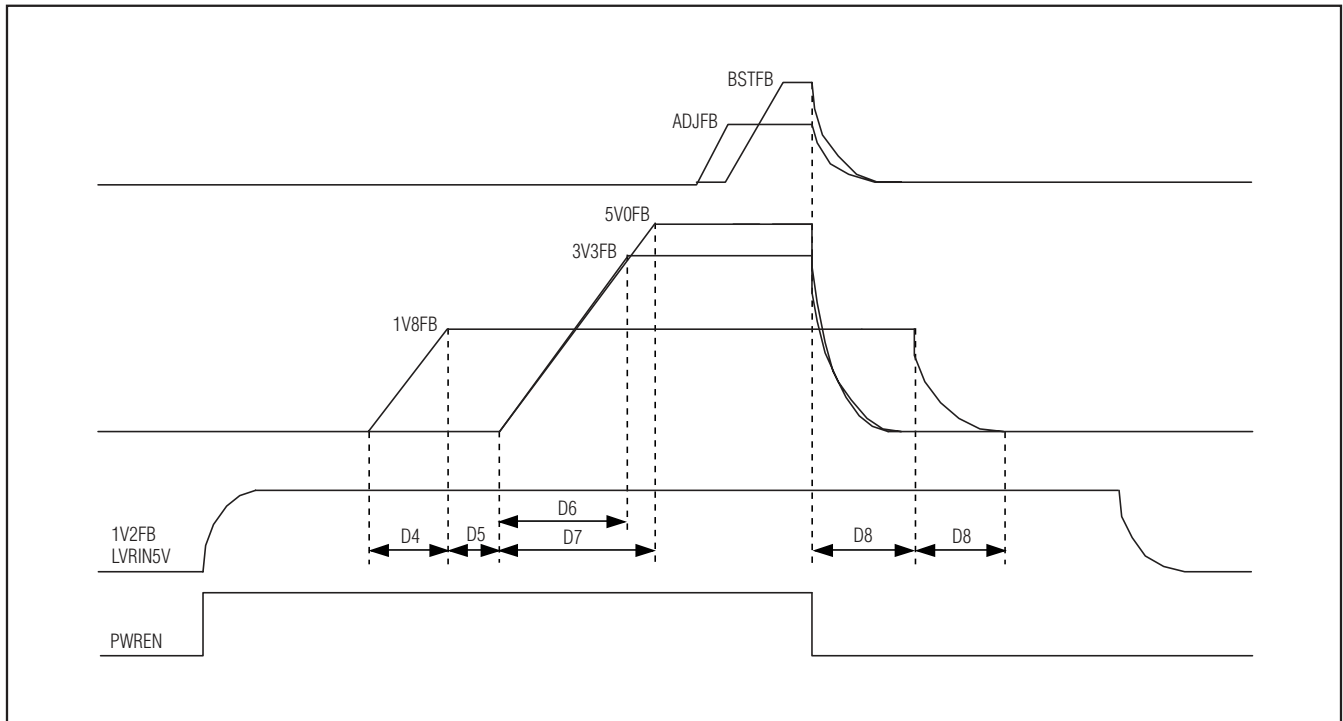 BSTFB
ADJFB
5V0FB
3V3FB
1V8FB
1V2FB
LVRIN5V
D6
D4
D5
D7
D8
D8
PWREN